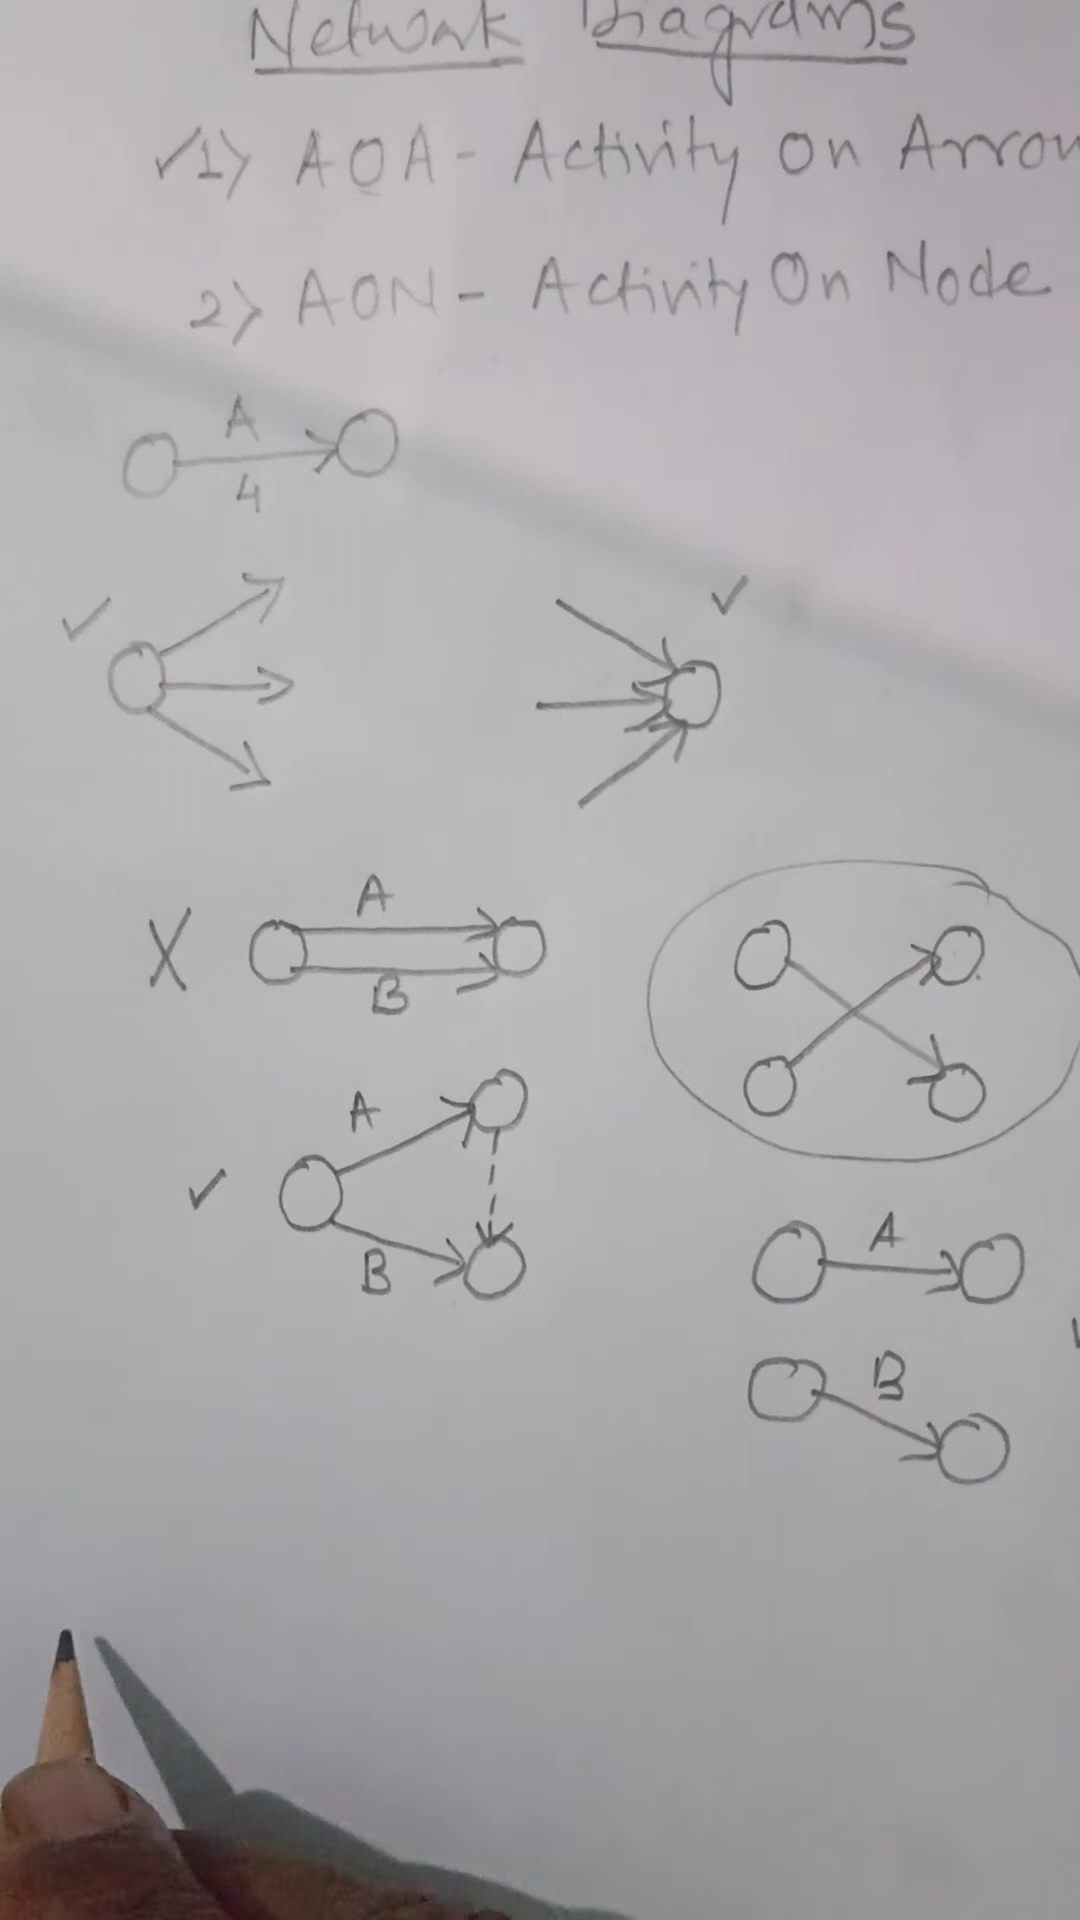 Network Diagrams
✓1) AOA - Activity On Arrow
2) AON - Activity On Node
A
4
✓
✓
X
A
B
A
✓
B
A
B